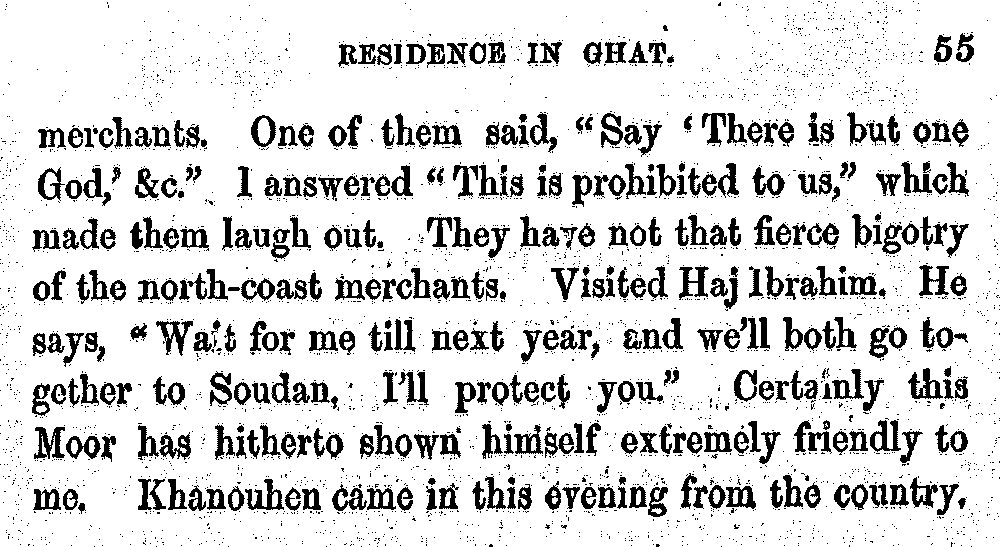 RESIDENCE IN GHAT. 55
merchants. One of them said, “Say ‘There is but one
God,’ &c.” I answered “This is prohibited to us,” which
made them laugh out. They have not that fierce bigotry
of the north-coast merchants. Visited Haj Ibrahim. He
says, “Wait for me till next year, and we’ll both go to-
gether to Soudan, I’ll protect you.” Certainly this
Moor has hitherto shown himself extremely friendly to
me. Khanouhen came in this evening from the country.